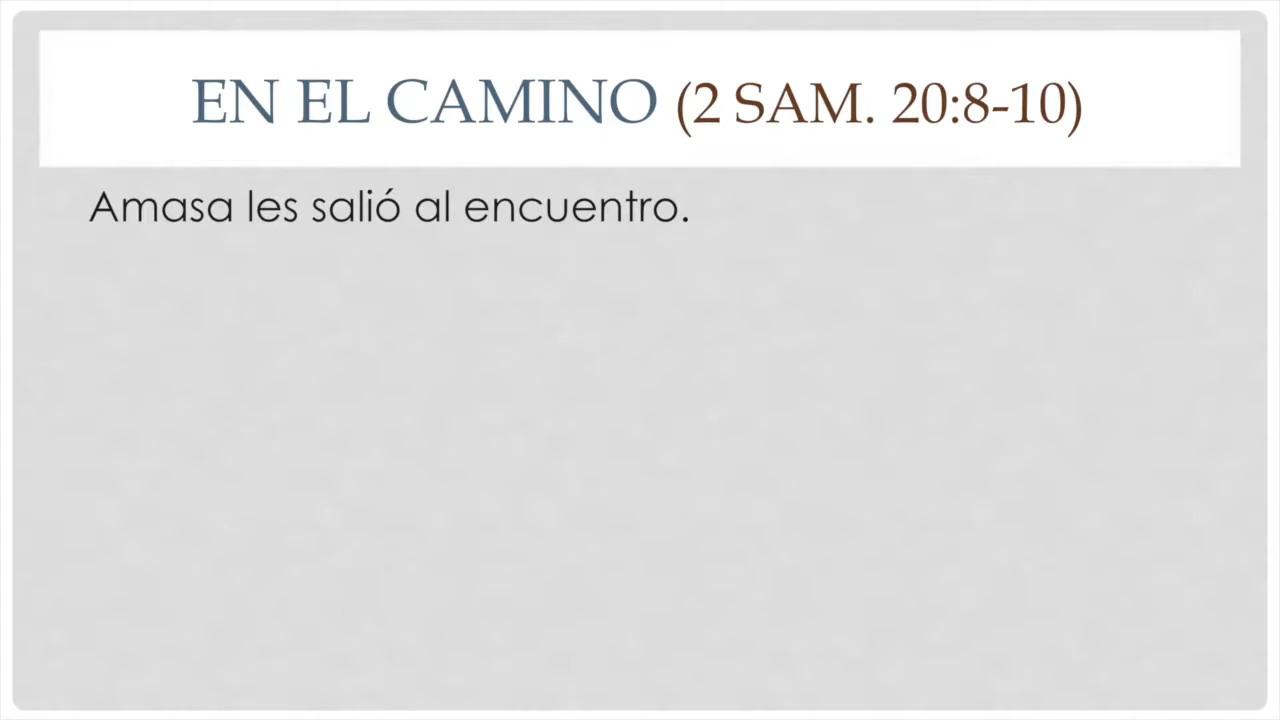 EN EL CAMINO (2 SAM. 20:8-10)
Amasa les salió al encuentro.